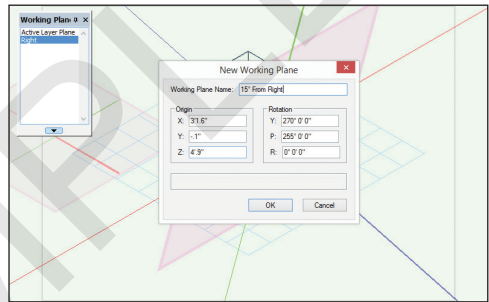 Working Plan
Active Layer Plane
Right
New Working Plane
Working Plane Name: 15" From Right
Origin
X: 3'1.6"
Y: -.1"
Z: 4'.9"
Rotation
Y: 270° 0' 0"
P: 255° 0' 0"
R: 0° 0' 0"
OK Cancel